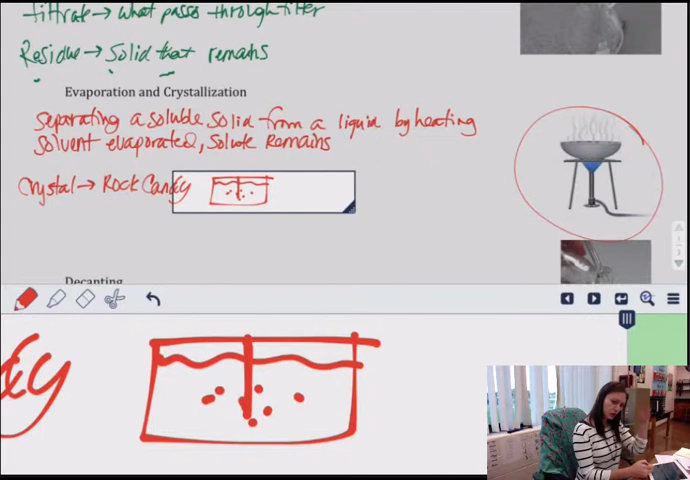 filtrate → what passes through filter
Residue → Solid that remains
Evaporation and Crystallization
separating a soluble solid from a liquid by heating
solvent evaporated, solute Remains
Crystal → Rock Candy
Decanting
dy